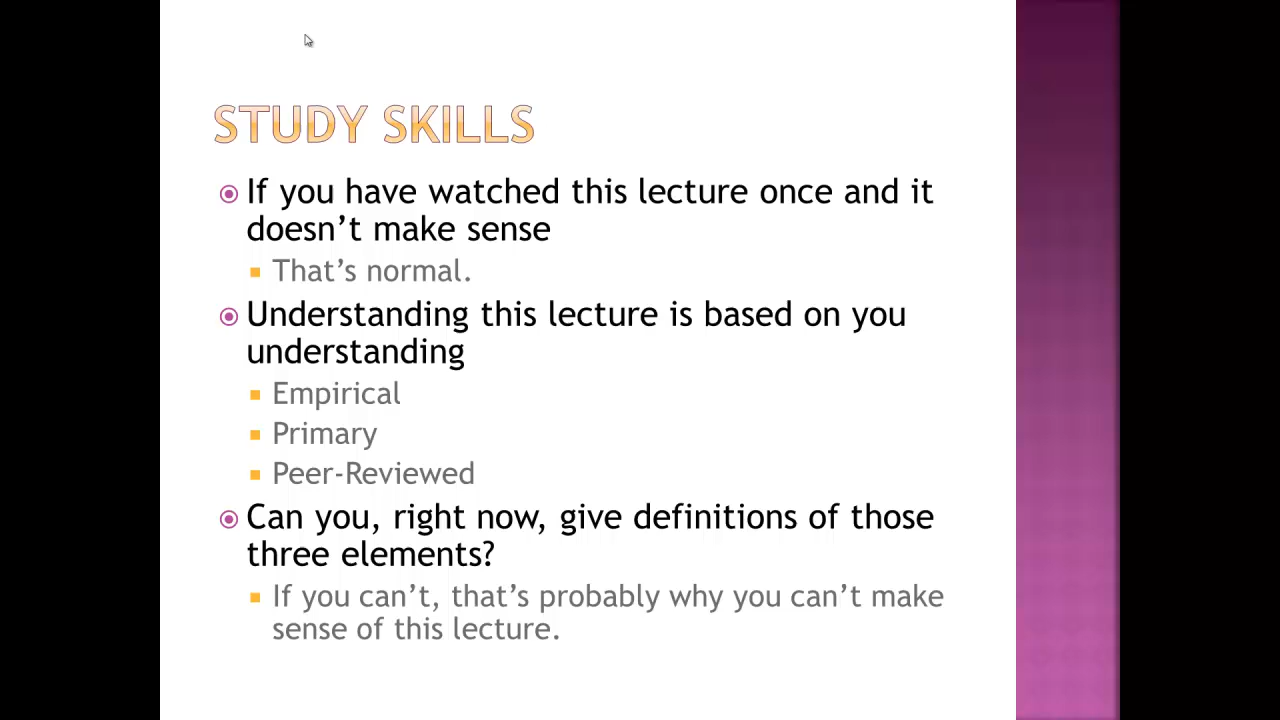 STUDY SKILLS
If you have watched this lecture once and it
doesn't make sense
That's normal.
Understanding this lecture is based on you
understanding
Empirical
Primary
Peer-Reviewed
Can you, right now, give definitions of those
three elements?
If you can't, that's probably why you can't make
sense of this lecture.